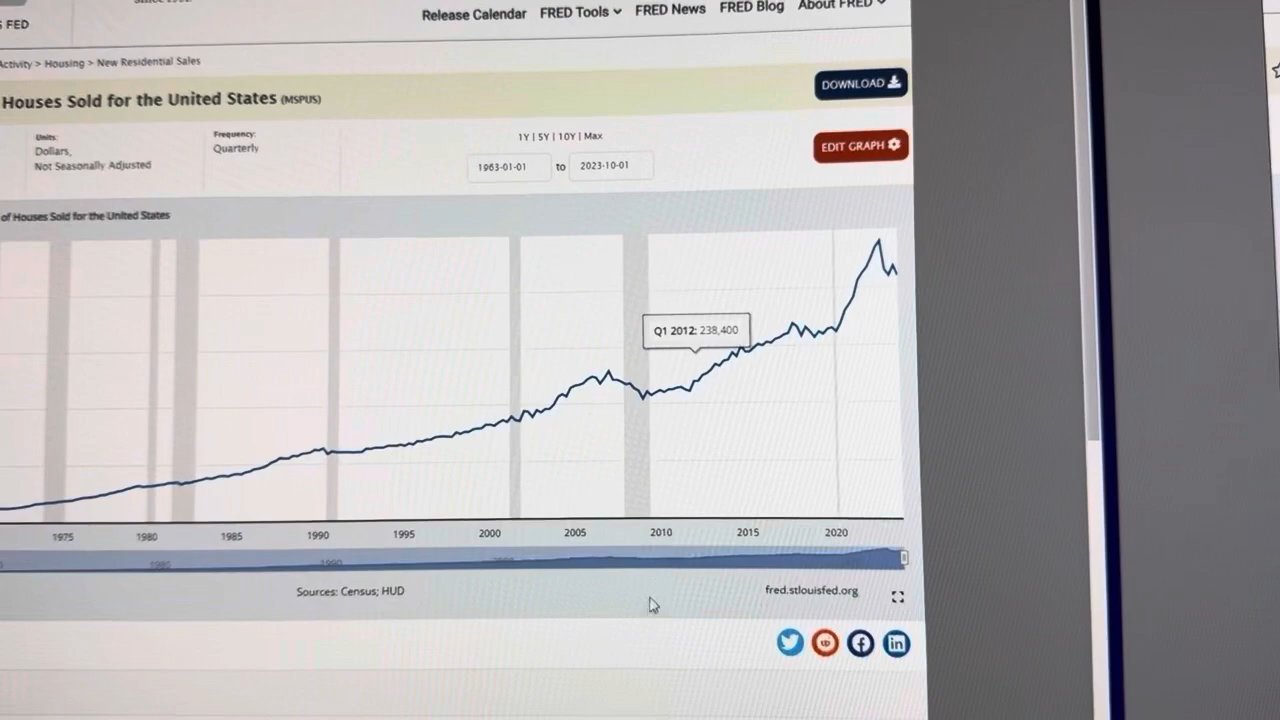 FED
Release Calendar FRED Tools FRED News FRED Blog About FRED
Activity > Housing > New Residential Sales
Houses Sold for the United States (MSPUS)
DOWNLOAD
Units:
Dollars,
Not Seasonally Adjusted
Frequency:
Quarterly
1Y | 5Y | 10Y | Max
1963-01-01 to 2023-10-01
EDIT GRAPH
of Houses Sold for the United States
Q1 2012: 238,400
1975 1980 1985 1990 1995 2000 2005 2010 2015 2020
1980 1990 2000
Sources: Census; HUD
fred.stlouisfed.org